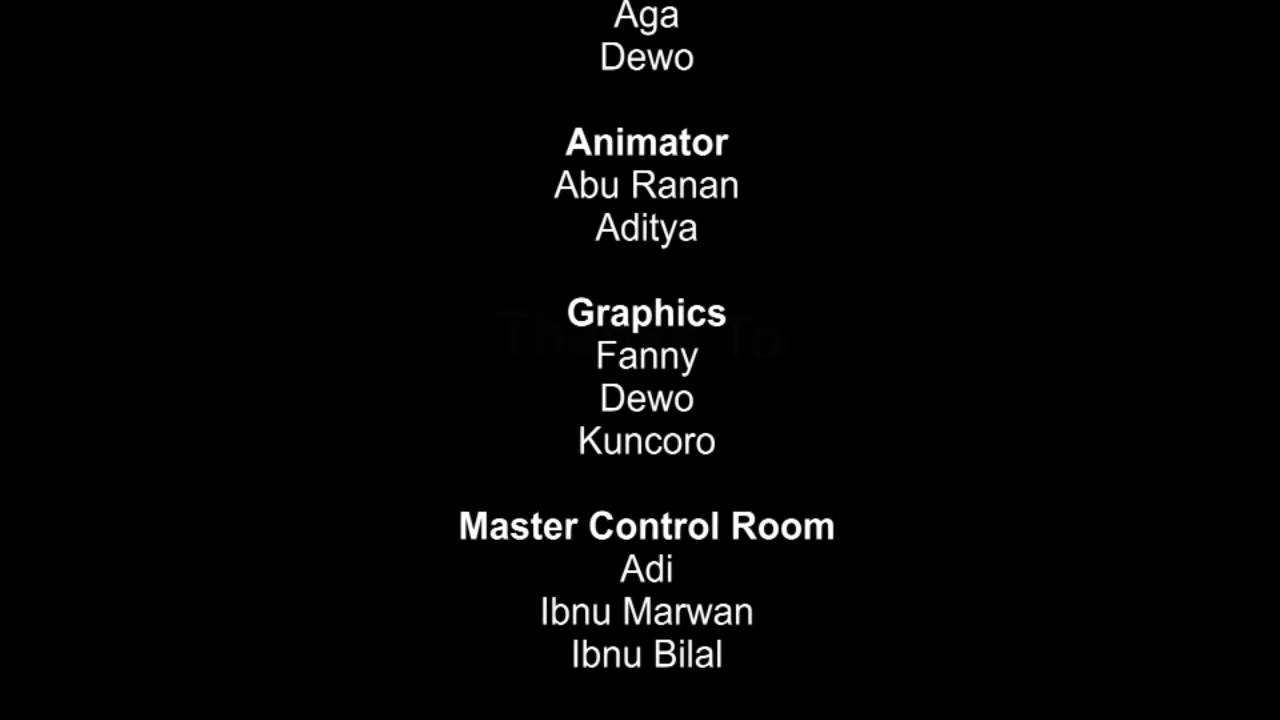 Aga
Dewo
Animator
Abu Ranan
Aditya
Graphics
Fanny
Dewo
Kuncoro
Master Control Room
Adi
Ibnu Marwan
Ibnu Bilal